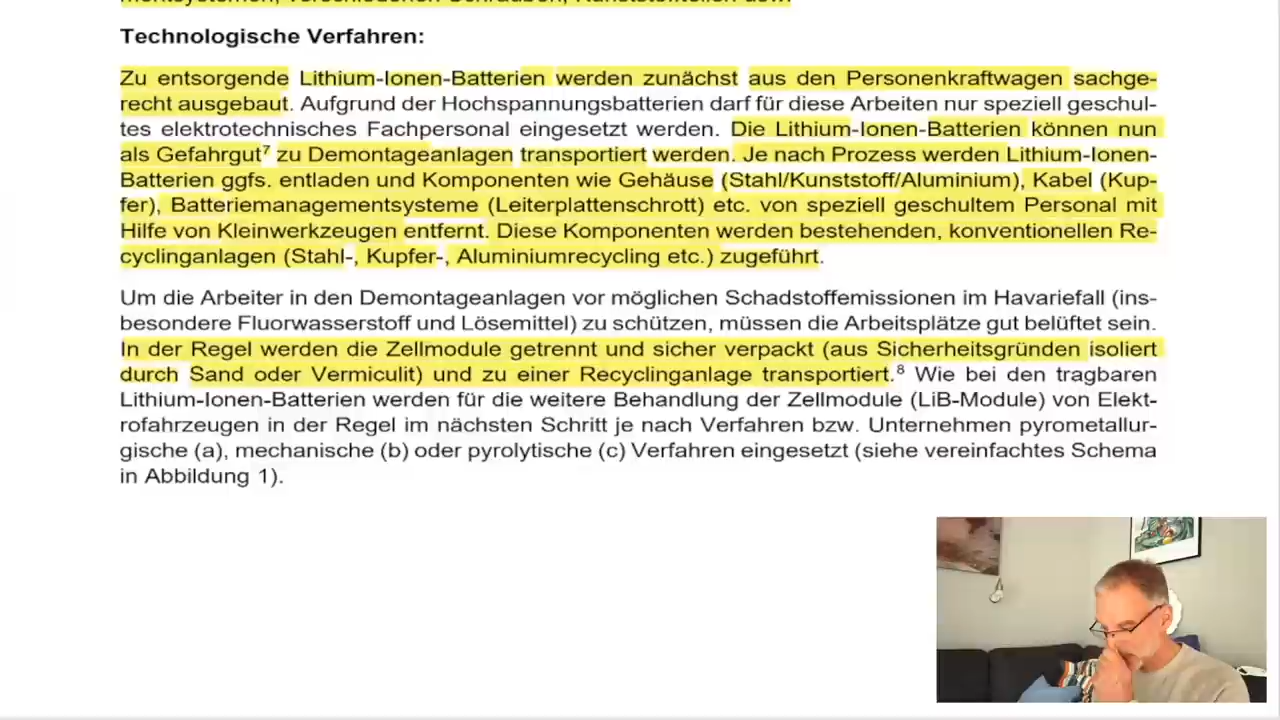 Technologische Verfahren:
Zu entsorgende Lithium-Ionen-Batterien werden zunächst aus den Personenkraftwagen sachge-
recht ausgebaut. Aufgrund der Hochspannungsbatterien darf für diese Arbeiten nur speziell geschul-
tes elektrotechnisches Fachpersonal eingesetzt werden. Die Lithium-Ionen-Batterien können nun
als Gefahrgut⁷ zu Demontageanlagen transportiert werden. Je nach Prozess werden Lithium-Ionen-
Batterien ggfs. entladen und Komponenten wie Gehäuse (Stahl/Kunststoff/Aluminium), Kabel (Kup-
fer), Batteriemanagementsysteme (Leiterplattenschrott) etc. von speziell geschultem Personal mit
Hilfe von Kleinwerkzeugen entfernt. Diese Komponenten werden bestehenden, konventionellen Re-
cyclinganlagen (Stahl-, Kupfer-, Aluminiumrecycling etc.) zugeführt.
Um die Arbeiter in den Demontageanlagen vor möglichen Schadstoffemissionen im Havariefall (ins-
besondere Fluorwasserstoff und Lösemittel) zu schützen, müssen die Arbeitsplätze gut belüftet sein.
In der Regel werden die Zellmodule getrennt und sicher verpackt (aus Sicherheitsgründen isoliert
durch Sand oder Vermiculit) und zu einer Recyclinganlage transportiert.⁸ Wie bei den tragbaren
Lithium-Ionen-Batterien werden für die weitere Behandlung der Zellmodule (LiB-Module) von Elekt-
rofahrzeugen in der Regel im nächsten Schritt je nach Verfahren bzw. Unternehmen pyrometallur-
gische (a), mechanische (b) oder pyrolytische (c) Verfahren eingesetzt (siehe vereinfachtes Schema
in Abbildung 1).